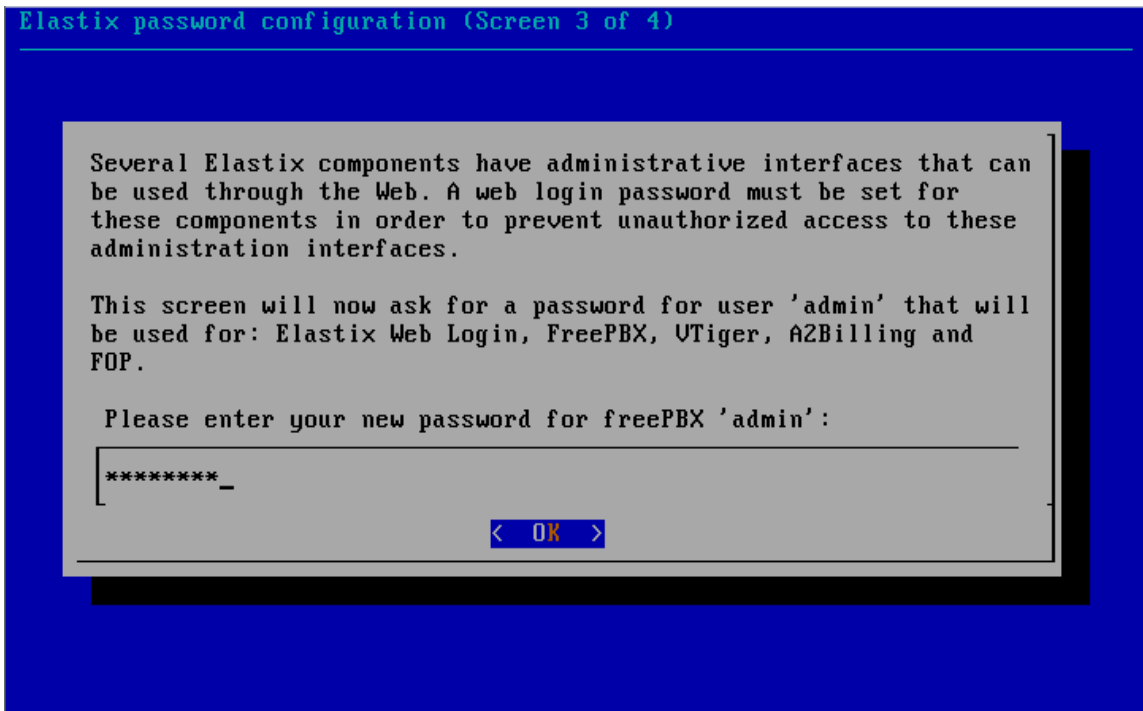 Elastix password configuration (Screen 3 of 4)
Several Elastix components have administrative interfaces that can
be used through the Web. A web login password must be set for
these components in order to prevent unauthorized access to these
administration interfaces.
This screen will now ask for a password for user 'admin' that will
be used for: Elastix Web Login, FreePBX, VTiger, A2Billing and
FOP.
Please enter your new password for freePBX 'admin':
********_
< OK >